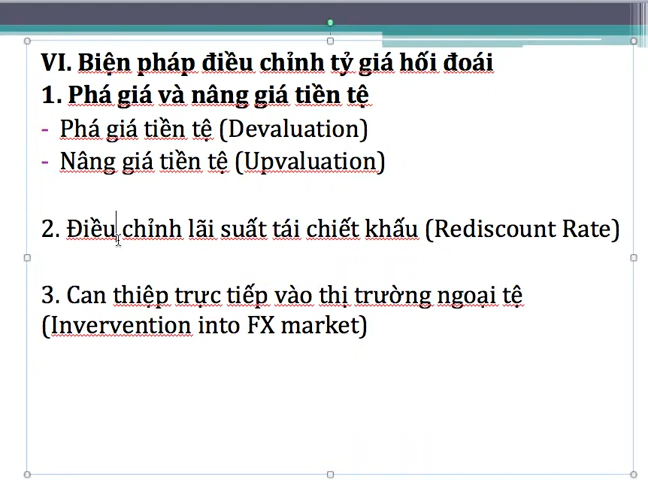 VI. Biện pháp điều chỉnh tỷ giá hối đoái
1. Phá giá và nâng giá tiền tệ
- Phá giá tiền tệ (Devaluation)
- Nâng giá tiền tệ (Upvaluation)
2. Điều chỉnh lãi suất tái chiết khấu (Rediscount Rate)
3. Can thiệp trực tiếp vào thị trường ngoại tệ
(Invervention into FX market)